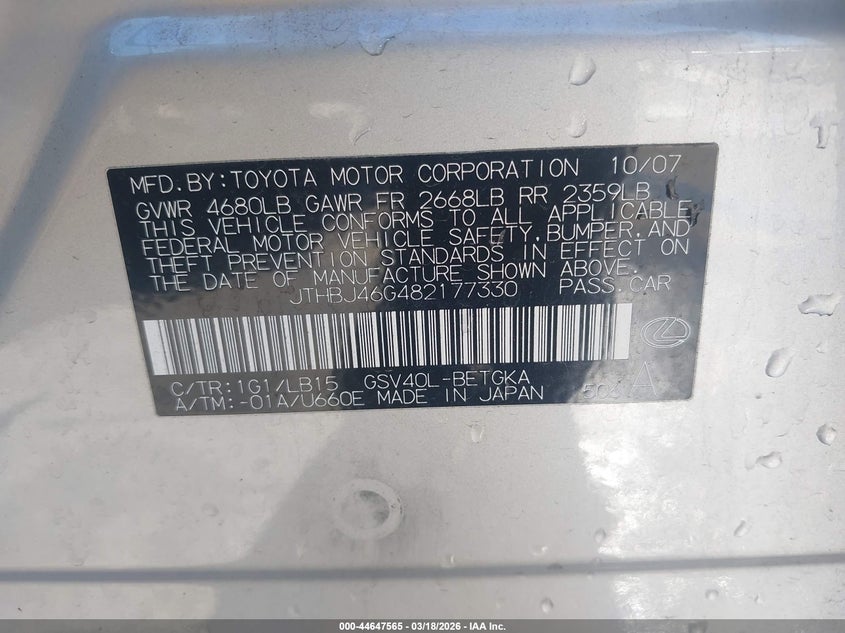 MFD.BY:TOYOTA MOTOR CORPORATION 10/07
GVWR 4680LB GAWR FR 2668LB RR 2359LB
THIS VEHICLE CONFORMS TO ALL APPLICABLE
FEDERAL MOTOR VEHICLE SAFETY,BUMPER,AND
THEFT PREVENTION STANDARDS IN EFFECT ON
THE DATE OF MANUFACTURE SHOWN ABOVE.
JTHBJ46G482177330 PASS.CAR
C/TR:1G1/LB15 GSV40L-BETGKA
A/TM:-01A/U660E MADE IN JAPAN A
000-44647565 | 03/18/2026 - IAA Inc.